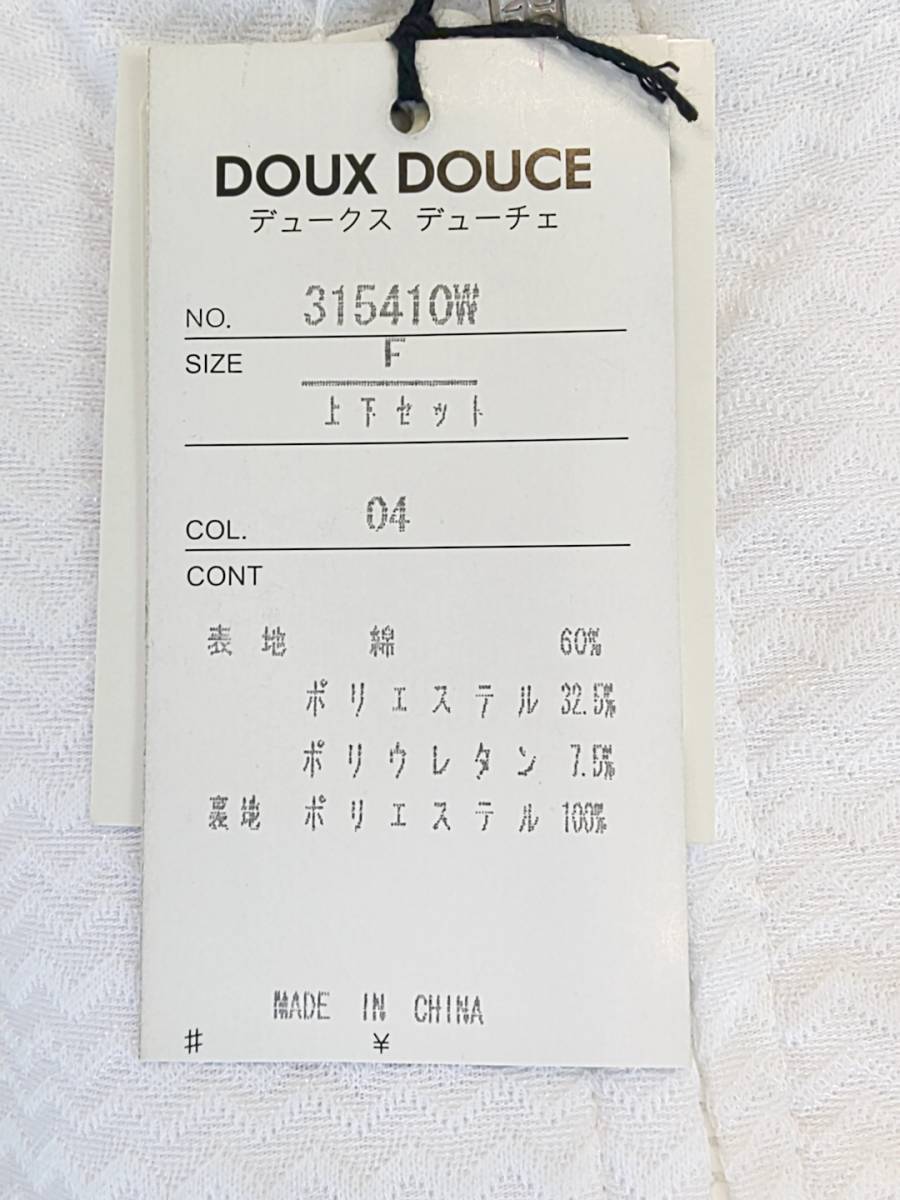 DOUX DOUCE
デュークス デューチェ
NO. 315410W
SIZE F
上下セット
COL. 04
CONT
表地 綿 60%
ポリエステル 32.5%
ポリウレタン 7.5%
裏地 ポリエステル 100%
MADE IN CHINA
# ¥